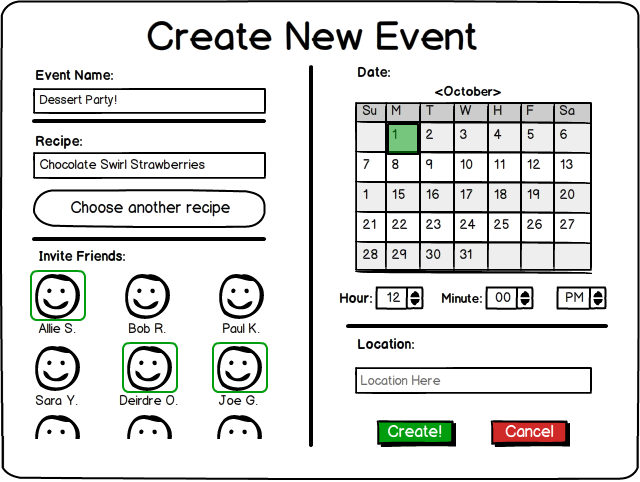 Create New Event
Event Name:
Dessert Party!
Recipe:
Chocolate Swirl Strawberries
Choose another recipe
Invite Friends:
Allie S. Bob R. Paul K.
Sara Y. Deirdre O. Joe G.
Date:
<October>
Su M T W H F Sa
1 2 3 4 5 6
7 8 9 10 11 12 13
1 15 16 17 18 19 20
21 22 23 24 25 26 27
28 29 30 31
Hour: 12 Minute: 00 PM
Location:
Location Here
Create! Cancel